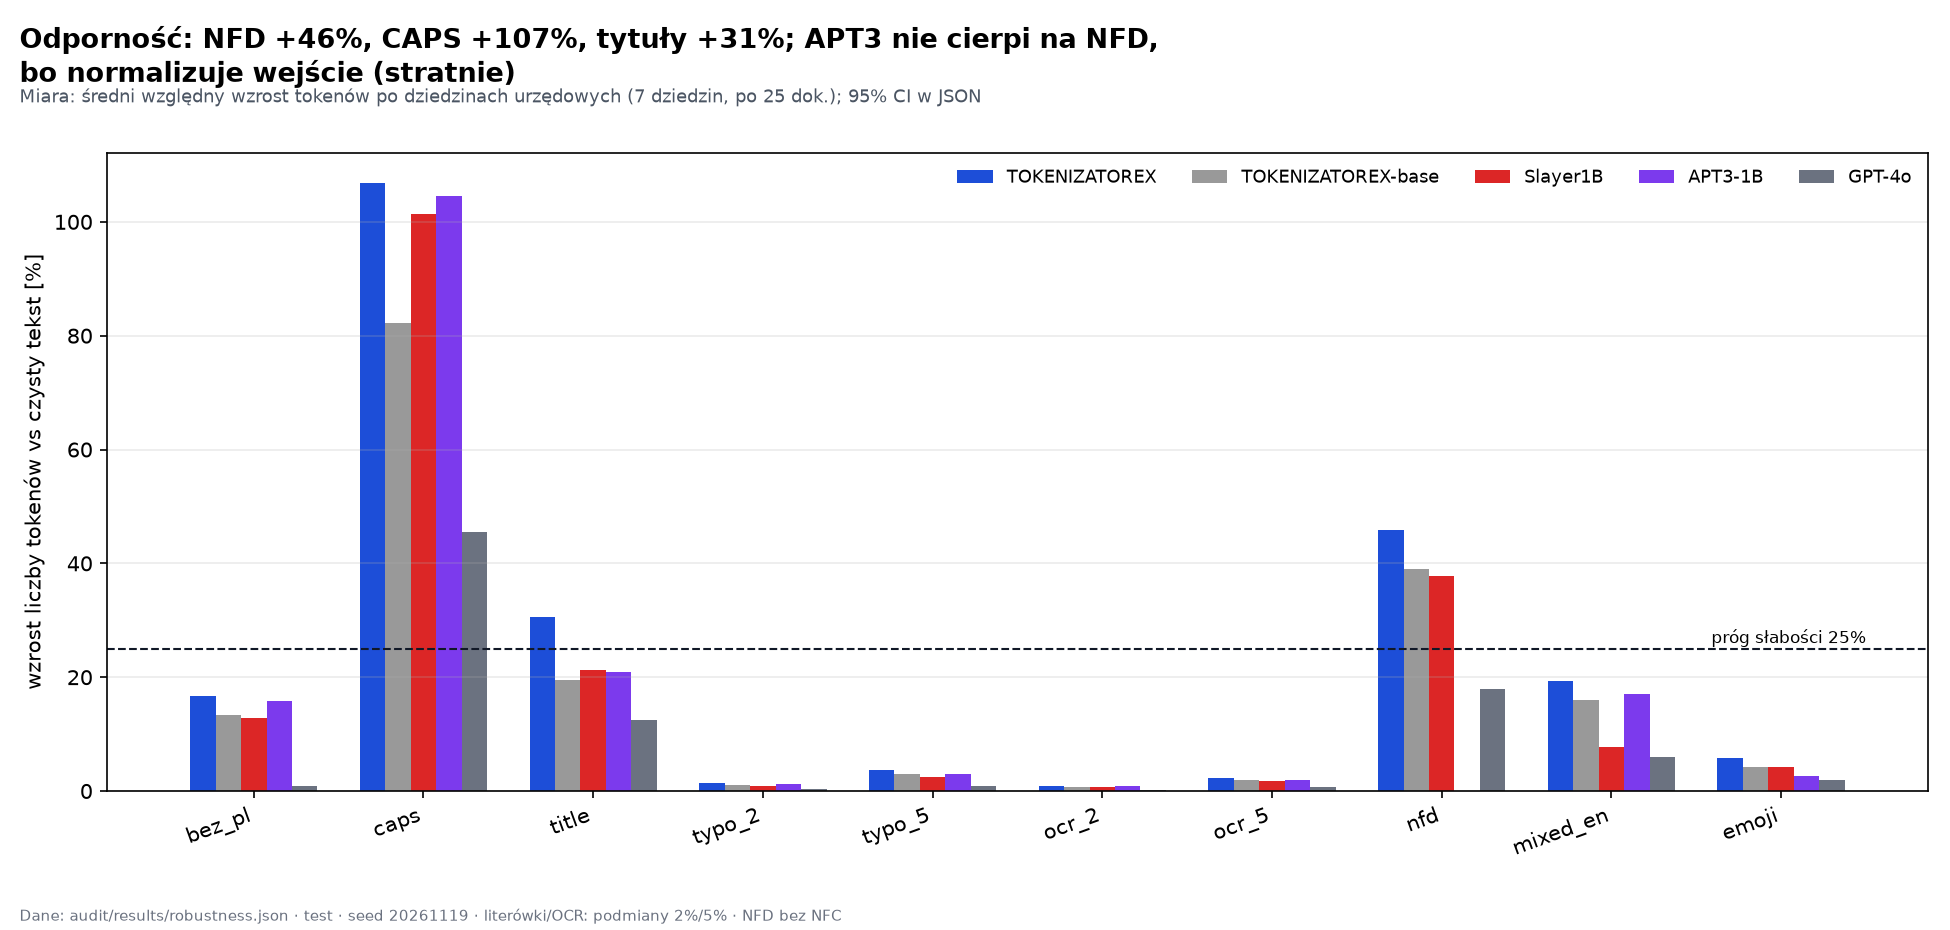 Odporność: NFD +46%, CAPS +107%, tytuły +31%; APT3 nie cierpi na NFD,
bo normalizuje wejście (stratnie)
Miara: średni względny wzrost tokenów po dziedzinach urzędowych (7 dziedzin, po 25 dok.); 95% CI w JSON
TOKENIZATOREX
TOKENIZATOREX-base
Slayer1B
APT3-1B
GPT-4o
wzrost liczby tokenów vs czysty tekst [%]
100
80
60
40
20
0
próg słabości 25%
bez_pl
caps
title
typo_2
typo_5
ocr_2
ocr_5
nfd
mixed_en
emoji
Dane: audit/results/robustness.json · test · seed 20261119 · literówki/OCR: podmiany 2%/5% · NFD bez NFC